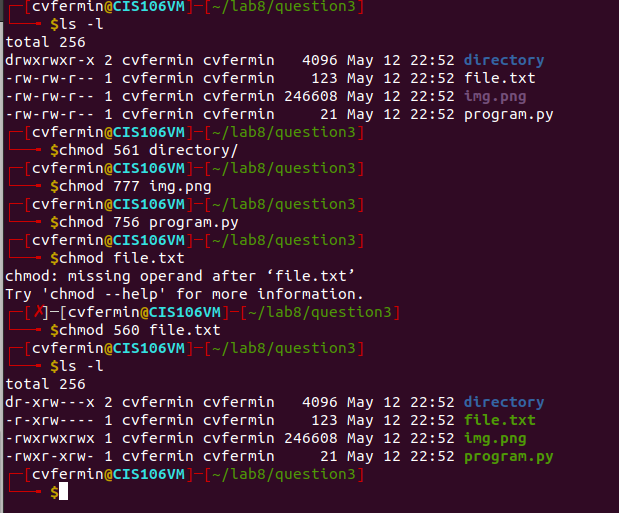 ┌─[cvfermin@CIS106VM]─[~/lab8/question3]
└──╼ $ls -l
total 256
drwxrwxr-x 2 cvfermin cvfermin   4096 May 12 22:52 directory
-rw-rw-r-- 1 cvfermin cvfermin    123 May 12 22:52 file.txt
-rw-rw-r-- 1 cvfermin cvfermin 246608 May 12 22:52 img.png
-rw-rw-r-- 1 cvfermin cvfermin     21 May 12 22:52 program.py
┌─[cvfermin@CIS106VM]─[~/lab8/question3]
└──╼ $chmod 561 directory/
┌─[cvfermin@CIS106VM]─[~/lab8/question3]
└──╼ $chmod 777 img.png
┌─[cvfermin@CIS106VM]─[~/lab8/question3]
└──╼ $chmod 756 program.py
┌─[cvfermin@CIS106VM]─[~/lab8/question3]
└──╼ $chmod file.txt
chmod: missing operand after ‘file.txt’
Try 'chmod --help' for more information.
┌─[✗]─[cvfermin@CIS106VM]─[~/lab8/question3]
└──╼ $chmod 560 file.txt
┌─[cvfermin@CIS106VM]─[~/lab8/question3]
└──╼ $ls -l
total 256
dr-xrw---x 2 cvfermin cvfermin   4096 May 12 22:52 directory
-r-xrw---- 1 cvfermin cvfermin    123 May 12 22:52 file.txt
-rwxrwxrwx 1 cvfermin cvfermin 246608 May 12 22:52 img.png
-rwxr-xrw- 1 cvfermin cvfermin     21 May 12 22:52 program.py
┌─[cvfermin@CIS106VM]─[~/lab8/question3]
└──╼ $